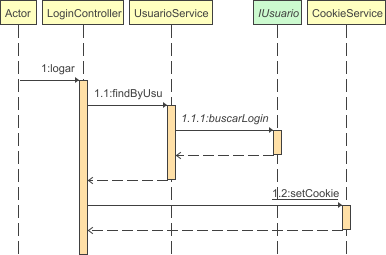 Actor LoginController UsuarioService IUsuario CookieService
1:logar
1.1:findByUsu
1.1.1:buscarLogin
1.2:setCookie